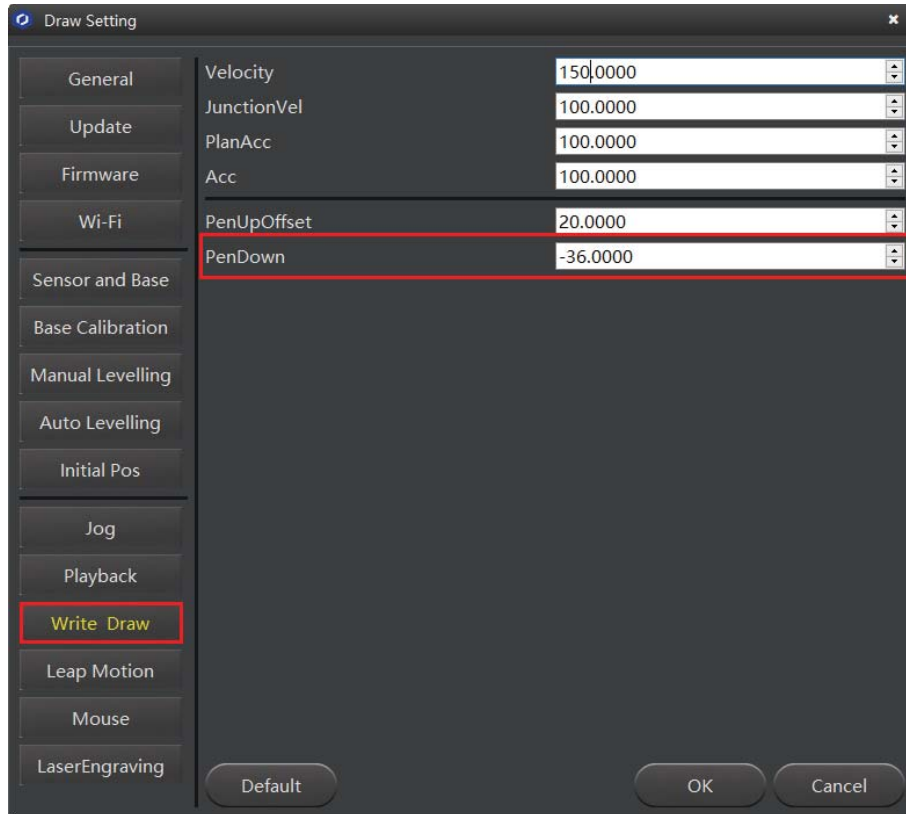 Draw Setting
General
Update
Firmware
Wi-Fi
Sensor and Base
Base Calibration
Manual Levelling
Auto Levelling
Initial Pos
Jog
Playback
Write Draw
Leap Motion
Mouse
LaserEngraving
Velocity 150.0000
JunctionVel 100.0000
PlanAcc 100.0000
Acc 100.0000
PenUpOffset 20.0000
PenDown -36.0000
Default OK Cancel